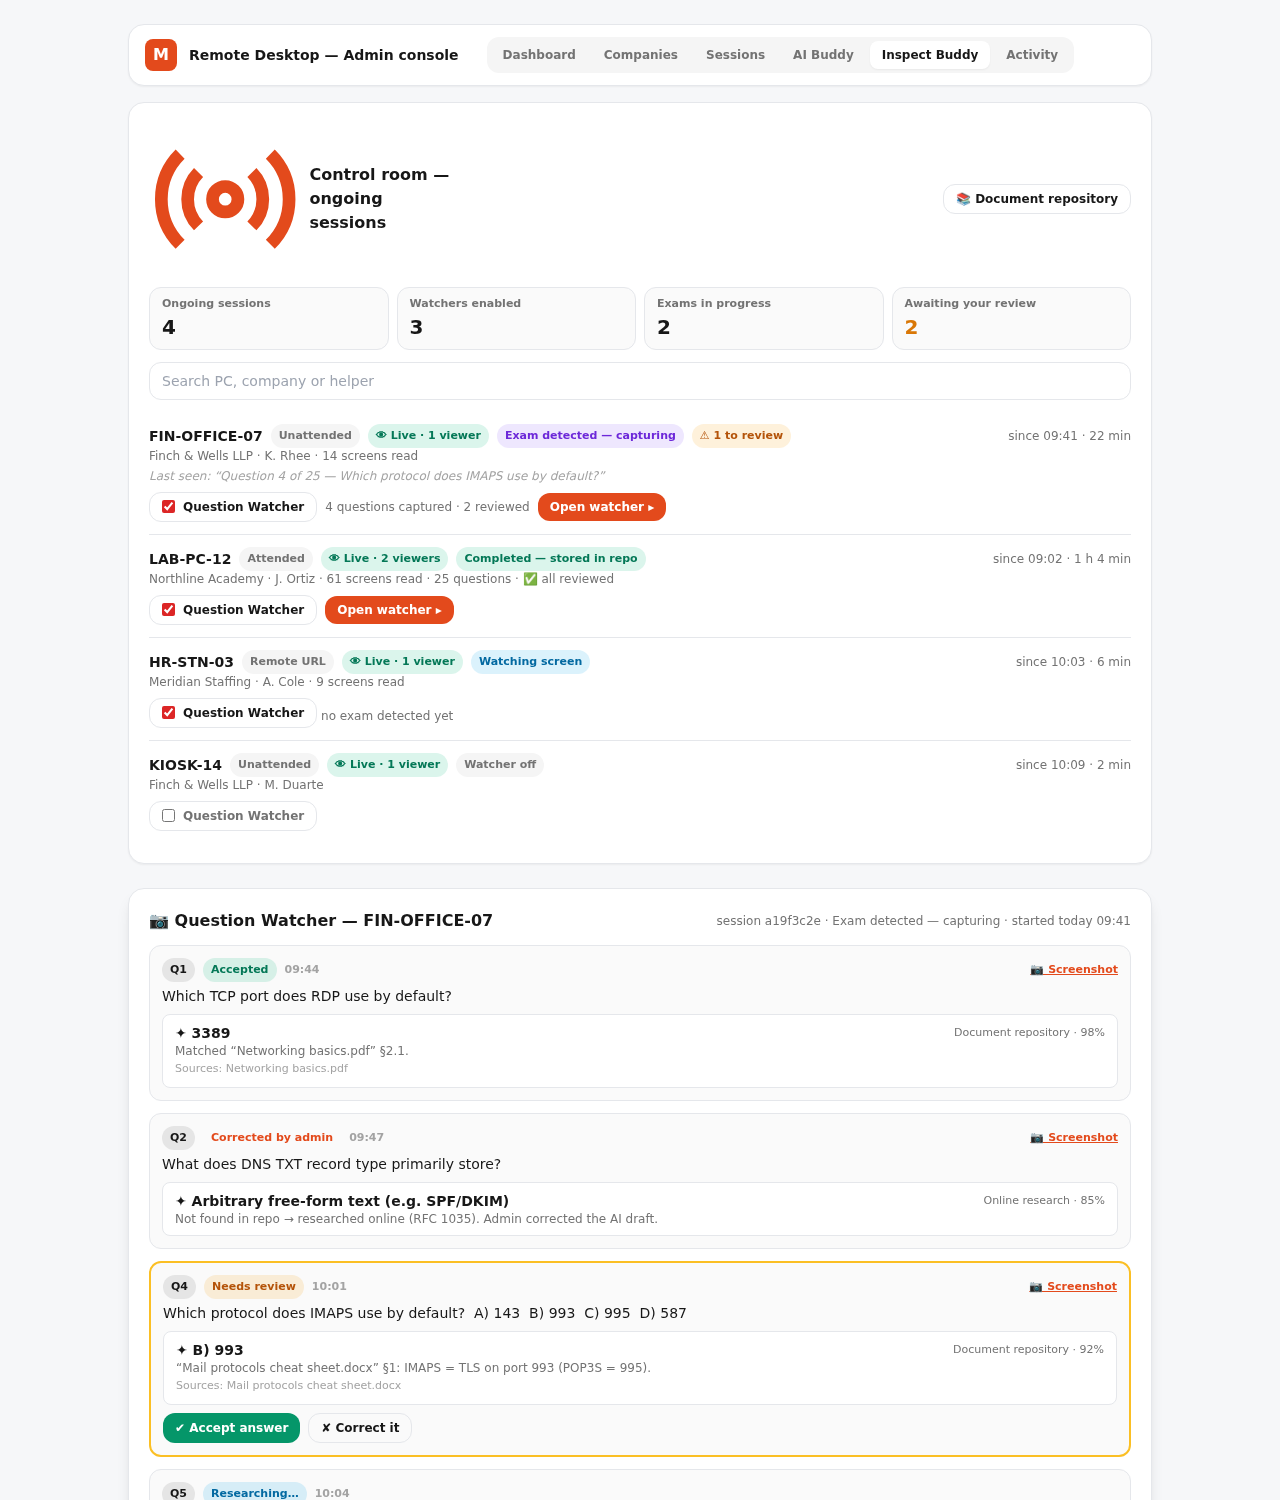 M Remote Desktop — Admin console Dashboard Companies Sessions AI Buddy Inspect Buddy Activity
Control room —
ongoing
sessions
📚 Document repository
Ongoing sessions Watchers enabled Exams in progress Awaiting your review
4 3 2 2
Search PC, company or helper
FIN-OFFICE-07 Unattended 👁 Live · 1 viewer Exam detected — capturing ⚠ 1 to review since 09:41 · 22 min
Finch & Wells LLP · K. Rhee · 14 screens read
Last seen: “Question 4 of 25 — Which protocol does IMAPS use by default?”
Question Watcher 4 questions captured · 2 reviewed Open watcher ▸
LAB-PC-12 Attended 👁 Live · 2 viewers Completed — stored in repo since 09:02 · 1 h 4 min
Northline Academy · J. Ortiz · 61 screens read · 25 questions · ✅ all reviewed
Question Watcher Open watcher ▸
HR-STN-03 Remote URL 👁 Live · 1 viewer Watching screen since 10:03 · 6 min
Meridian Staffing · A. Cole · 9 screens read
Question Watcher no exam detected yet
KIOSK-14 Unattended 👁 Live · 1 viewer Watcher off since 10:09 · 2 min
Finch & Wells LLP · M. Duarte
Question Watcher
📷 Question Watcher — FIN-OFFICE-07 session a19f3c2e · Exam detected — capturing · started today 09:41
Q1 Accepted 09:44 📷 Screenshot
Which TCP port does RDP use by default?
✦ 3389 Document repository · 98%
Matched “Networking basics.pdf” §2.1.
Sources: Networking basics.pdf
Q2 Corrected by admin 09:47 📷 Screenshot
What does DNS TXT record type primarily store?
✦ Arbitrary free-form text (e.g. SPF/DKIM) Online research · 85%
Not found in repo → researched online (RFC 1035). Admin corrected the AI draft.
Q4 Needs review 10:01 📷 Screenshot
Which protocol does IMAPS use by default? A) 143 B) 993 C) 995 D) 587
✦ B) 993 Document repository · 92%
“Mail protocols cheat sheet.docx” §1: IMAPS = TLS on port 993 (POP3S = 995).
Sources: Mail protocols cheat sheet.docx
✔ Accept answer ✘ Correct it
Q5 Researching… 10:04